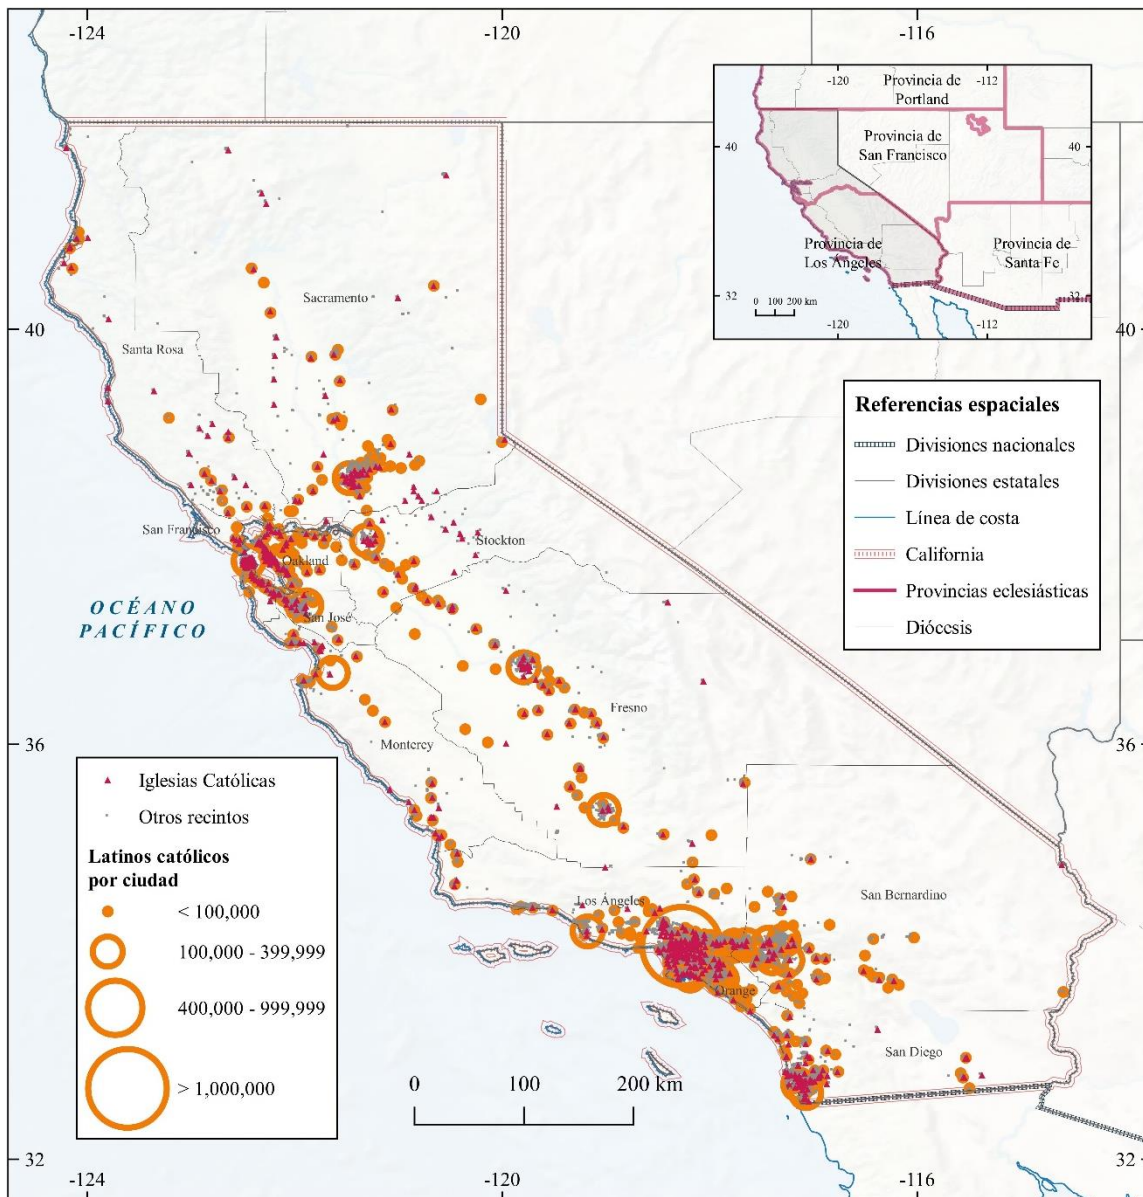 -124
-120
-116
-120
-112
Provincia de
Portland
40
Provincia de
San Francisco
40
Provincia de
Los Ángeles
Provincia de
Santa Fe
32
32
0 100 200 km
-120
-112
40
40
Sacramento
Santa Rosa
San Francisco
Oakland
Stockton
San José
OCÉANO
PACÍFICO
Fresno
Monterey
36
36
Los Ángeles
San Bernardino
Orange
San Diego
Referencias espaciales
Divisiones nacionales
Divisiones estatales
Línea de costa
California
Provincias eclesiásticas
Diócesis
Iglesias Católicas
Otros recintos
Latinos católicos
por ciudad
< 100,000
100,000 - 399,999
400,000 - 999,999
> 1,000,000
0 100 200 km
32
32
-124
-120
-116